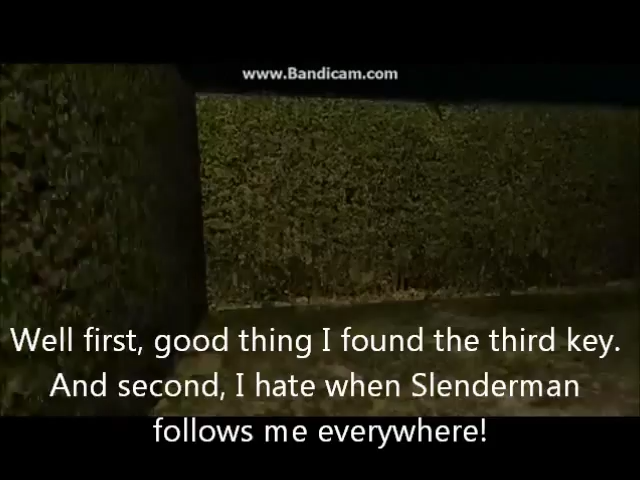 www.Bandicam.com
Well first, good thing I found the third key.
And second, I hate when Slenderman
follows me everywhere!